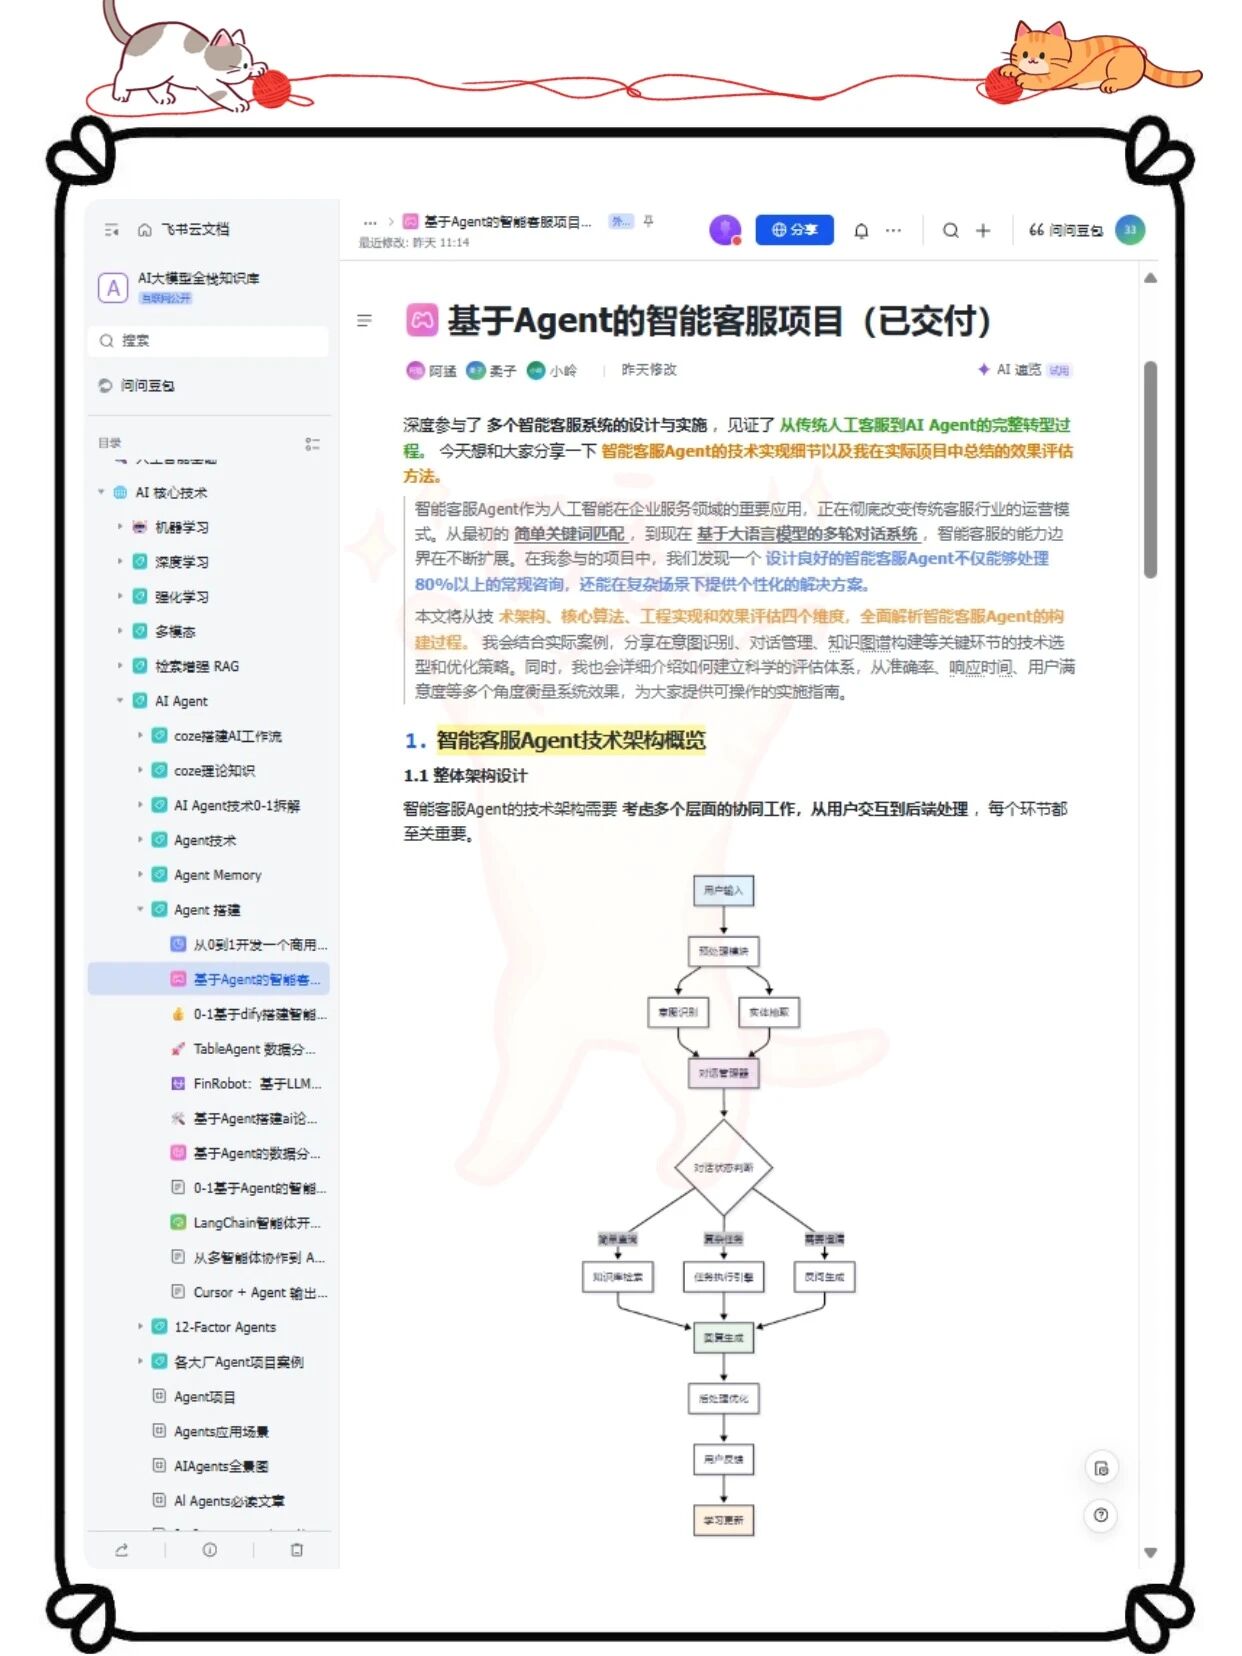 飞书云文档
AI大模型全栈知识库
互联网公开
搜索
问问豆包
目录
AI 核心技术
机器学习
深度学习
强化学习
多模态
检索增强 RAG
AI Agent
coze搭建AI工作流
coze理论知识
AI Agent技术0-1拆解
Agent技术
Agent Memory
Agent 搭建
从0到1开发一个商用...
基于Agent的智能客...
0-1基于dify搭建智能...
TableAgent 数据分...
FinRobot：基于LLM...
基于Agent搭建ai论...
基于Agent的数据分...
0-1基于Agent的智能...
LangChain智能体开...
从多智能体协作到 A...
Cursor + Agent 输出...
12-Factor Agents
各大厂Agent项目案例
Agent项目
Agents应用场景
AIAgents全景图
Al Agents必读文章
... > 基于Agent的智能客服项目... 外...
最近修改: 昨天 11:14
分享
...
问问豆包
33
基于Agent的智能客服项目（已交付）
阿猛 柔子 小岭 | 昨天修改
AI 速览 试用
深度参与了 多个智能客服系统的设计与实施 ，见证了 从传统人工客服到AI Agent的完整转型过
程。 今天想和大家分享一下 智能客服Agent的技术实现细节以及我在实际项目中总结的效果评估
方法。
智能客服Agent作为人工智能在企业服务领域的重要应用，正在彻底改变传统客服行业的运营模
式。从最初的 简单关键词匹配 ，到现在 基于大语言模型的多轮对话系统 ，智能客服的能力边
界在不断扩展。在我参与的项目中，我们发现一个 设计良好的智能客服Agent不仅能够处理
80%以上的常规咨询，还能在复杂场景下提供个性化的解决方案。
本文将从技 术架构、核心算法、工程实现和效果评估四个维度，全面解析智能客服Agent的构
建过程。 我会结合实际案例，分享在意图识别、对话管理、知识图谱构建等关键环节的技术选
型和优化策略。同时，我也会详细介绍如何建立科学的评估体系，从准确率、响应时间、用户满
意度等多个角度衡量系统效果，为大家提供可操作的实施指南。
1. 智能客服Agent技术架构概览
1.1 整体架构设计
智能客服Agent的技术架构需要 考虑多个层面的协同工作，从用户交互到后端处理 ，每个环节都
至关重要。
用户输入
预处理模块
意图识别
实体抽取
对话管理器
对话状态判断
简单查询
复杂任务
需要澄清
知识库检索
任务执行引擎
反问生成
回复生成
后处理优化
用户反馈
学习更新